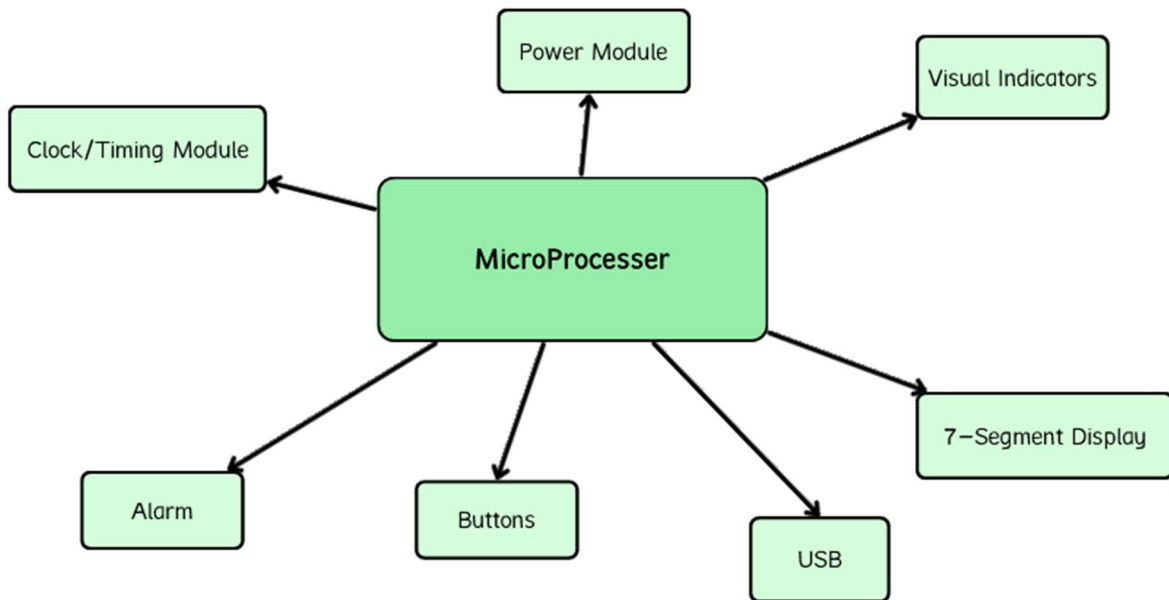 Power Module
Visual Indicators
Clock/Timing Module
MicroProcesser
7-Segment Display
Alarm
Buttons
USB